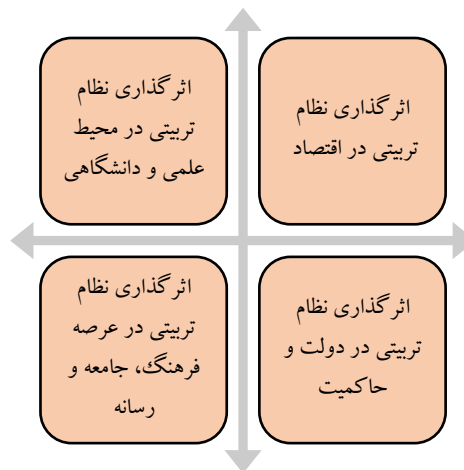 اثرگذاری نظام
تربیتی در اقتصاد
اثرگذاری نظام
تربیتی در محیط
علمی و دانشگاهی
اثرگذاری نظام
تربیتی در دولت و
حاکمیت
اثرگذاری نظام
تربیتی در عرصه
فرهنگ، جامعه و
رسانه